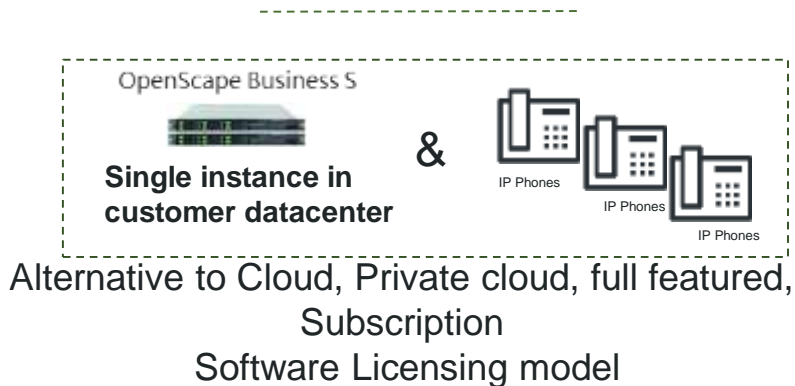 OpenScape Business S
&
Single instance in
customer datacenter
IP Phones
IP Phones
IP Phones
Alternative to Cloud, Private cloud, full featured,
Subscription
Software Licensing model